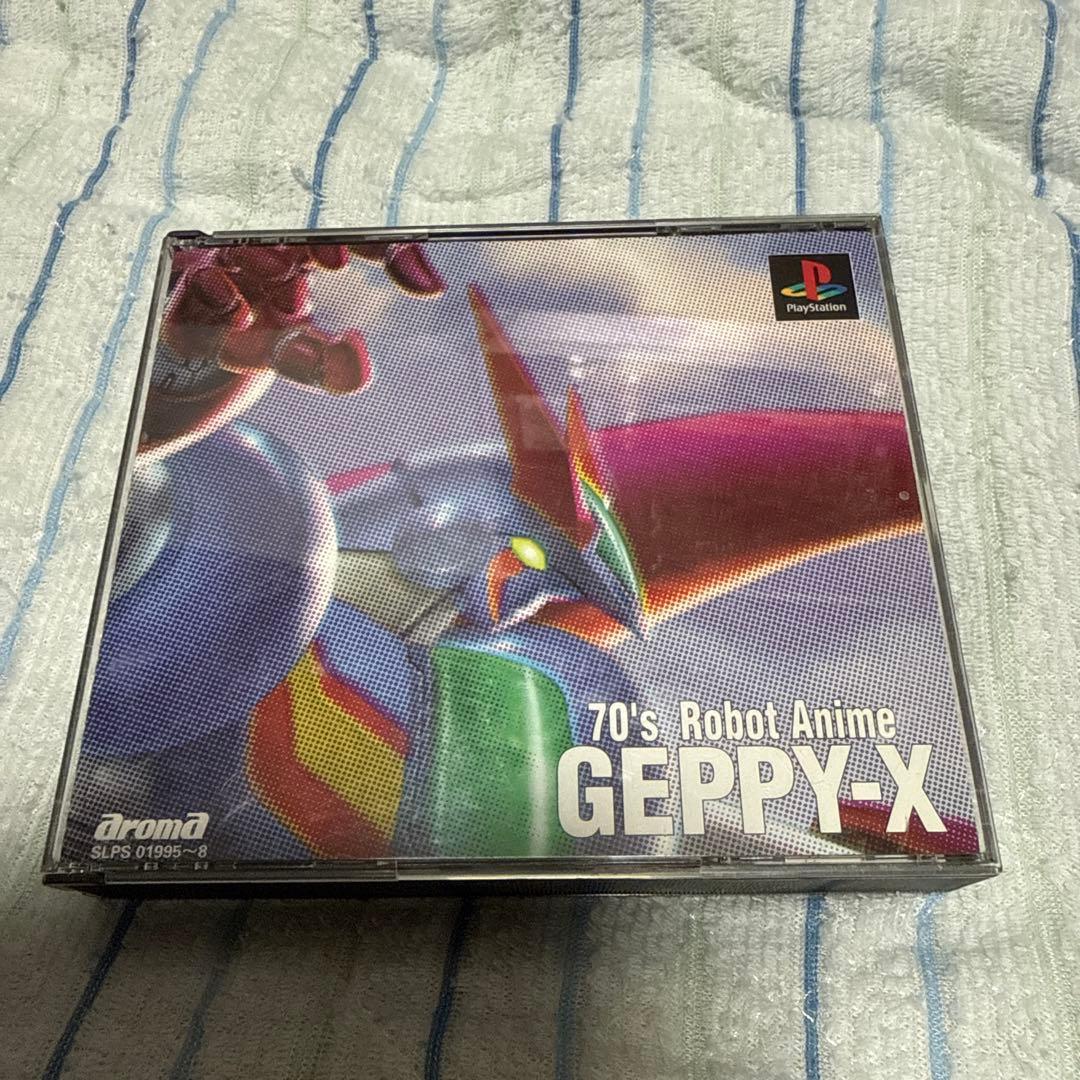 PlayStation
70's Robot Anime
GEPPY-X
aroma
SLPS 01995~8